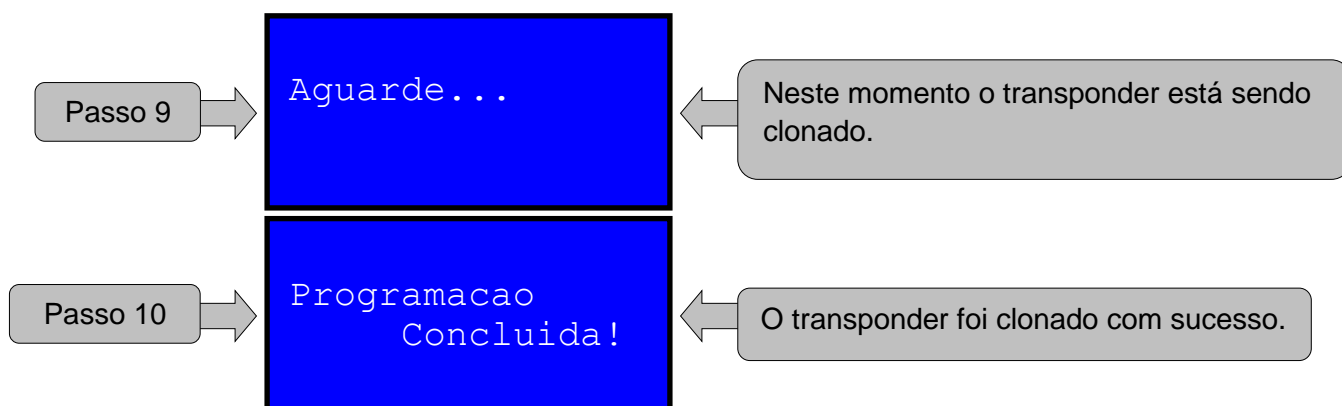 Passo 9
Aguarde...
Neste momento o transponder está sendo
clonado.
Passo 10
Programacao
Concluida!
O transponder foi clonado com sucesso.